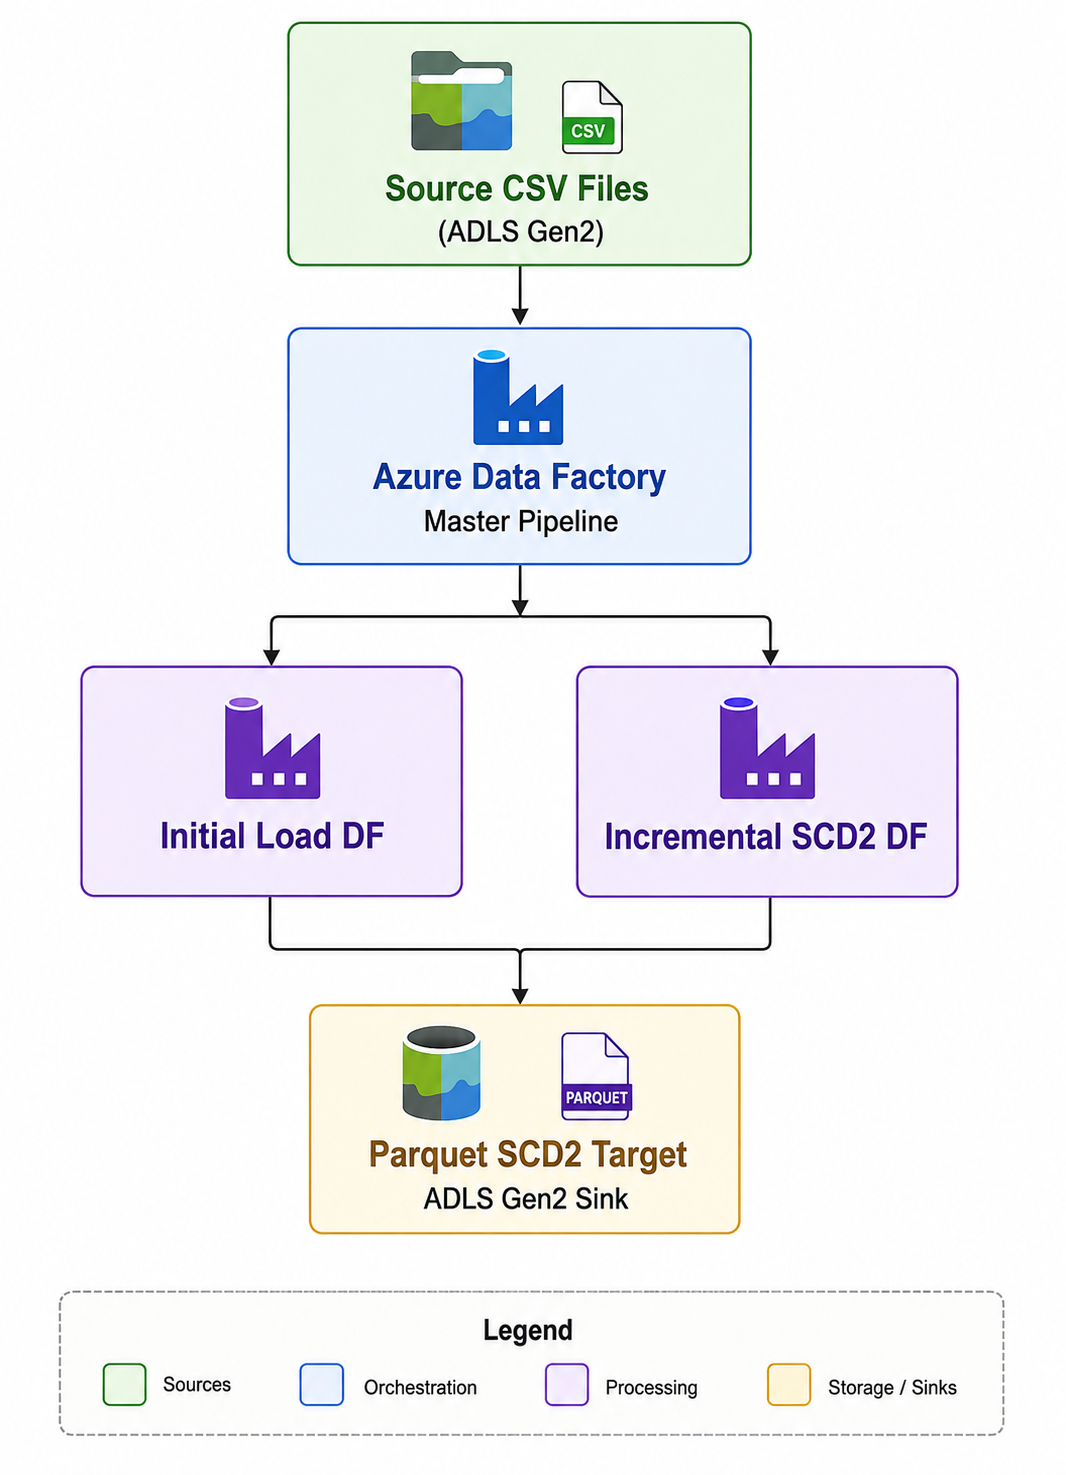 CSV
Source CSV Files
(ADLS Gen2)
Azure Data Factory
Master Pipeline
Initial Load DF
Incremental SCD2 DF
PARQUET
Parquet SCD2 Target
ADLS Gen2 Sink
Legend
Sources
Orchestration
Processing
Storage / Sinks